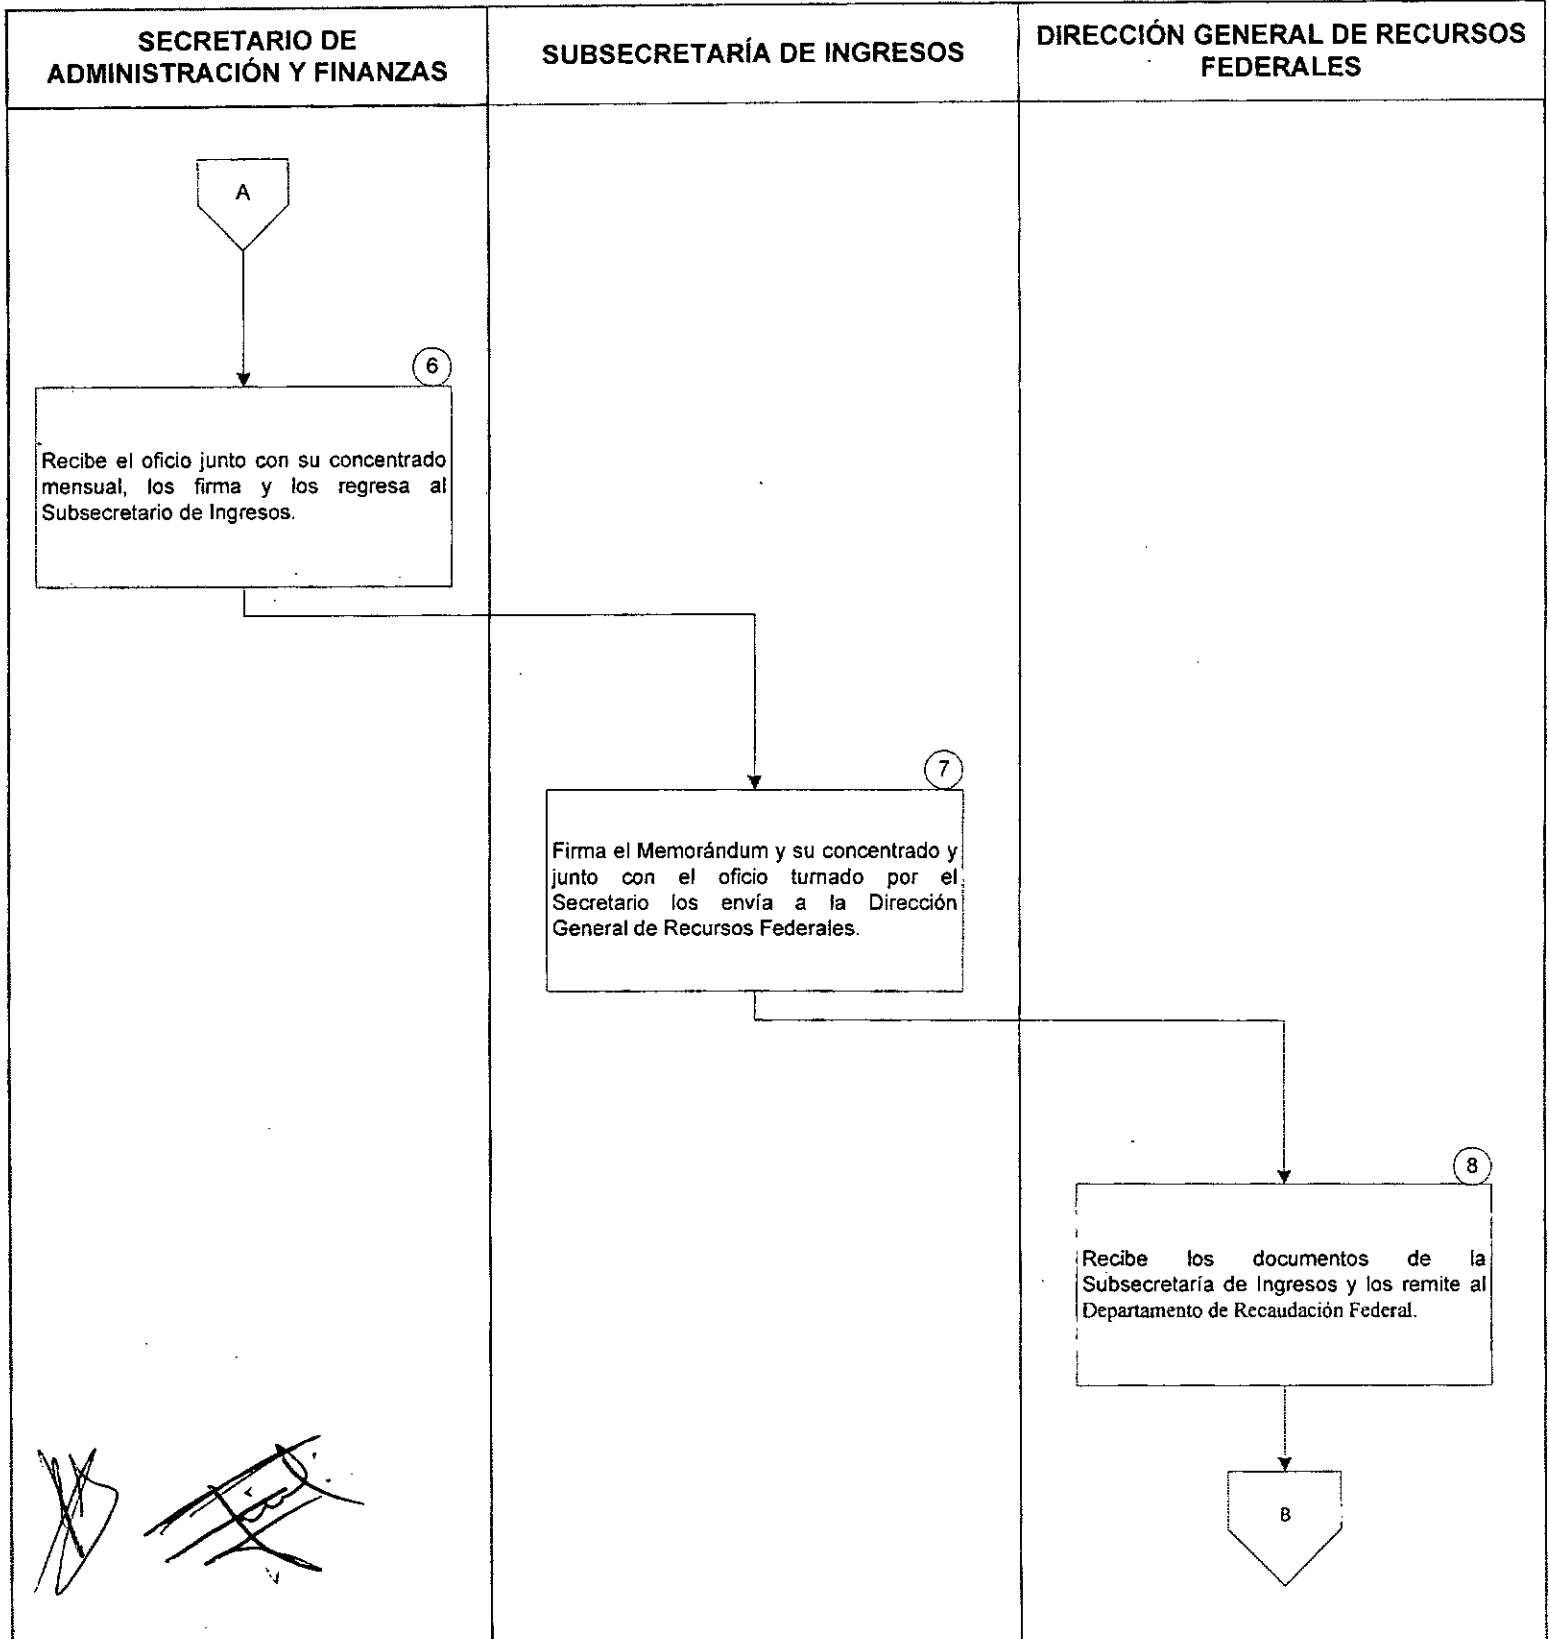 SECRETARIO DE
ADMINISTRACIÓN Y FINANZAS
SUBSECRETARÍA DE INGRESOS
DIRECCIÓN GENERAL DE RECURSOS
FEDERALES
A
6
Recibe el oficio junto con su concentrado
mensual, los firma y los regresa al
Subsecretario de Ingresos.
7
Firma el Memorándum y su concentrado y
junto con el oficio turnado por el
Secretario los envía a la Dirección
General de Recursos Federales.
8
Recibe los documentos de la
Subsecretaría de Ingresos y los remite al
Departamento de Recaudación Federal.
B